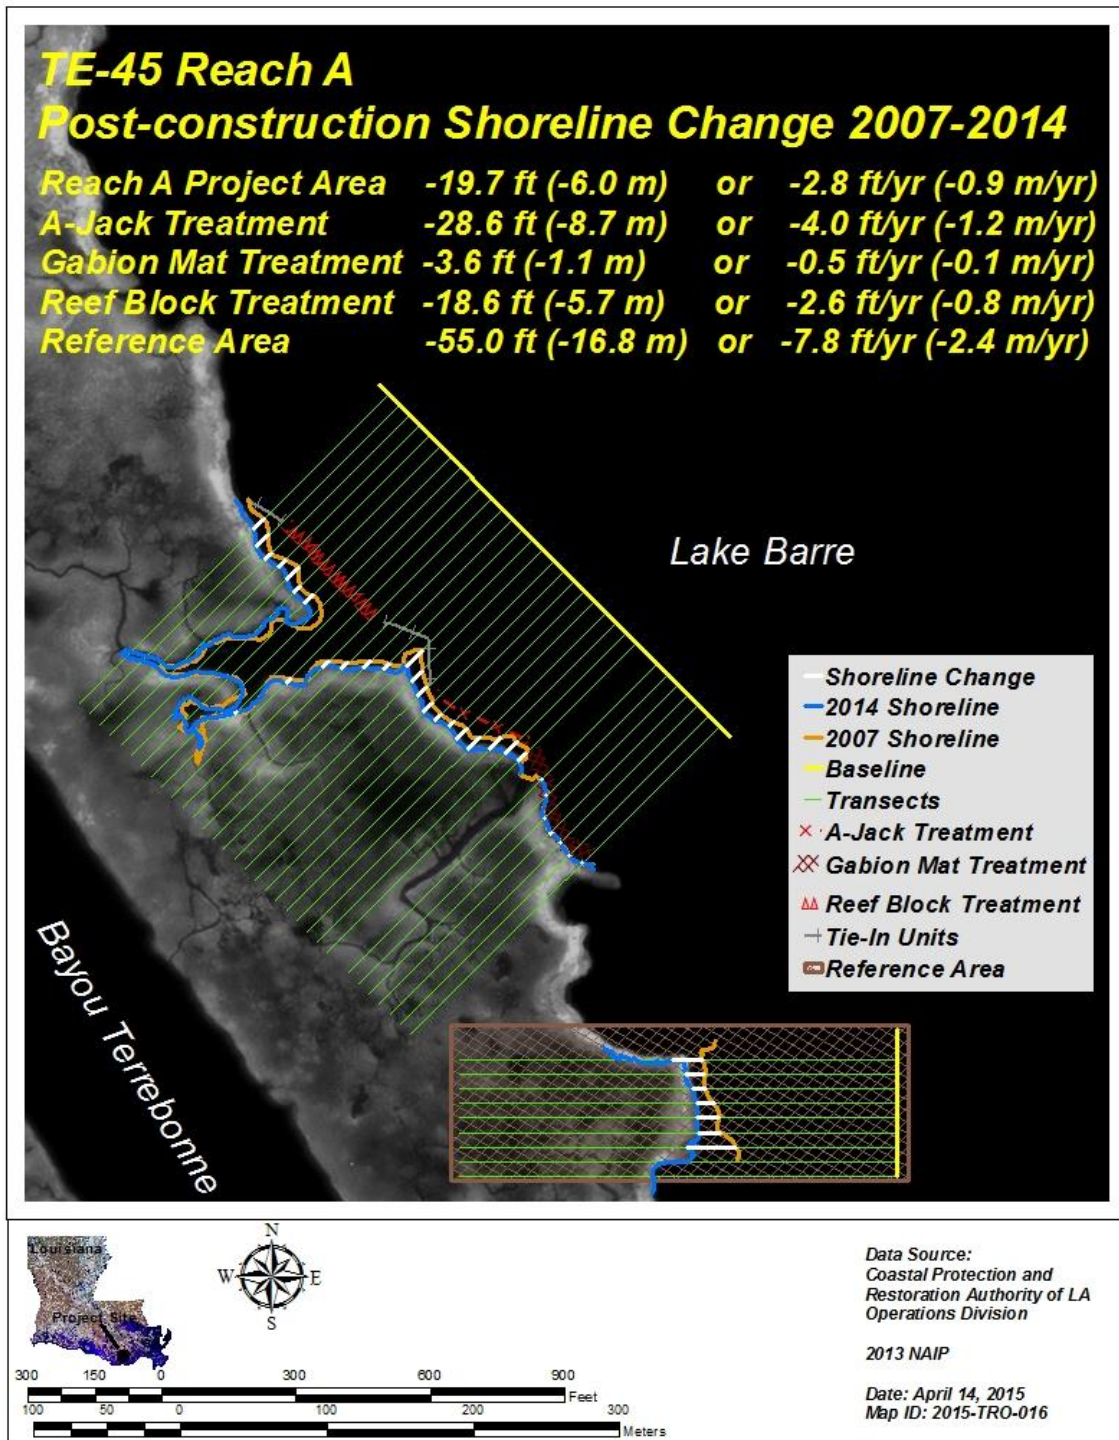 TE-45 Reach A
Post-construction Shoreline Change 2007-2014
Reach A Project Area -19.7 ft (-6.0 m) or -2.8 ft/yr (-0.9 m/yr)
A-Jack Treatment -28.6 ft (-8.7 m) or -4.0 ft/yr (-1.2 m/yr)
Gabion Mat Treatment -3.6 ft (-1.1 m) or -0.5 ft/yr (-0.1 m/yr)
Reef Block Treatment -18.6 ft (-5.7 m) or -2.6 ft/yr (-0.8 m/yr)
Reference Area -55.0 ft (-16.8 m) or -7.8 ft/yr (-2.4 m/yr)
Lake Barre
Shoreline Change
2014 Shoreline
2007 Shoreline
Baseline
Transects
A-Jack Treatment
Gabion Mat Treatment
Reef Block Treatment
Tie-In Units
Reference Area
Bayou Terrebonne
Louisiana
Project Site
N
W E
S
Data Source:
Coastal Protection and
Restoration Authority of LA
Operations Division
2013 NAIP
Date: April 14, 2015
Map ID: 2015-TRO-016
300 150 0 300 600 900
Feet
100 50 0 100 200 300
Meters